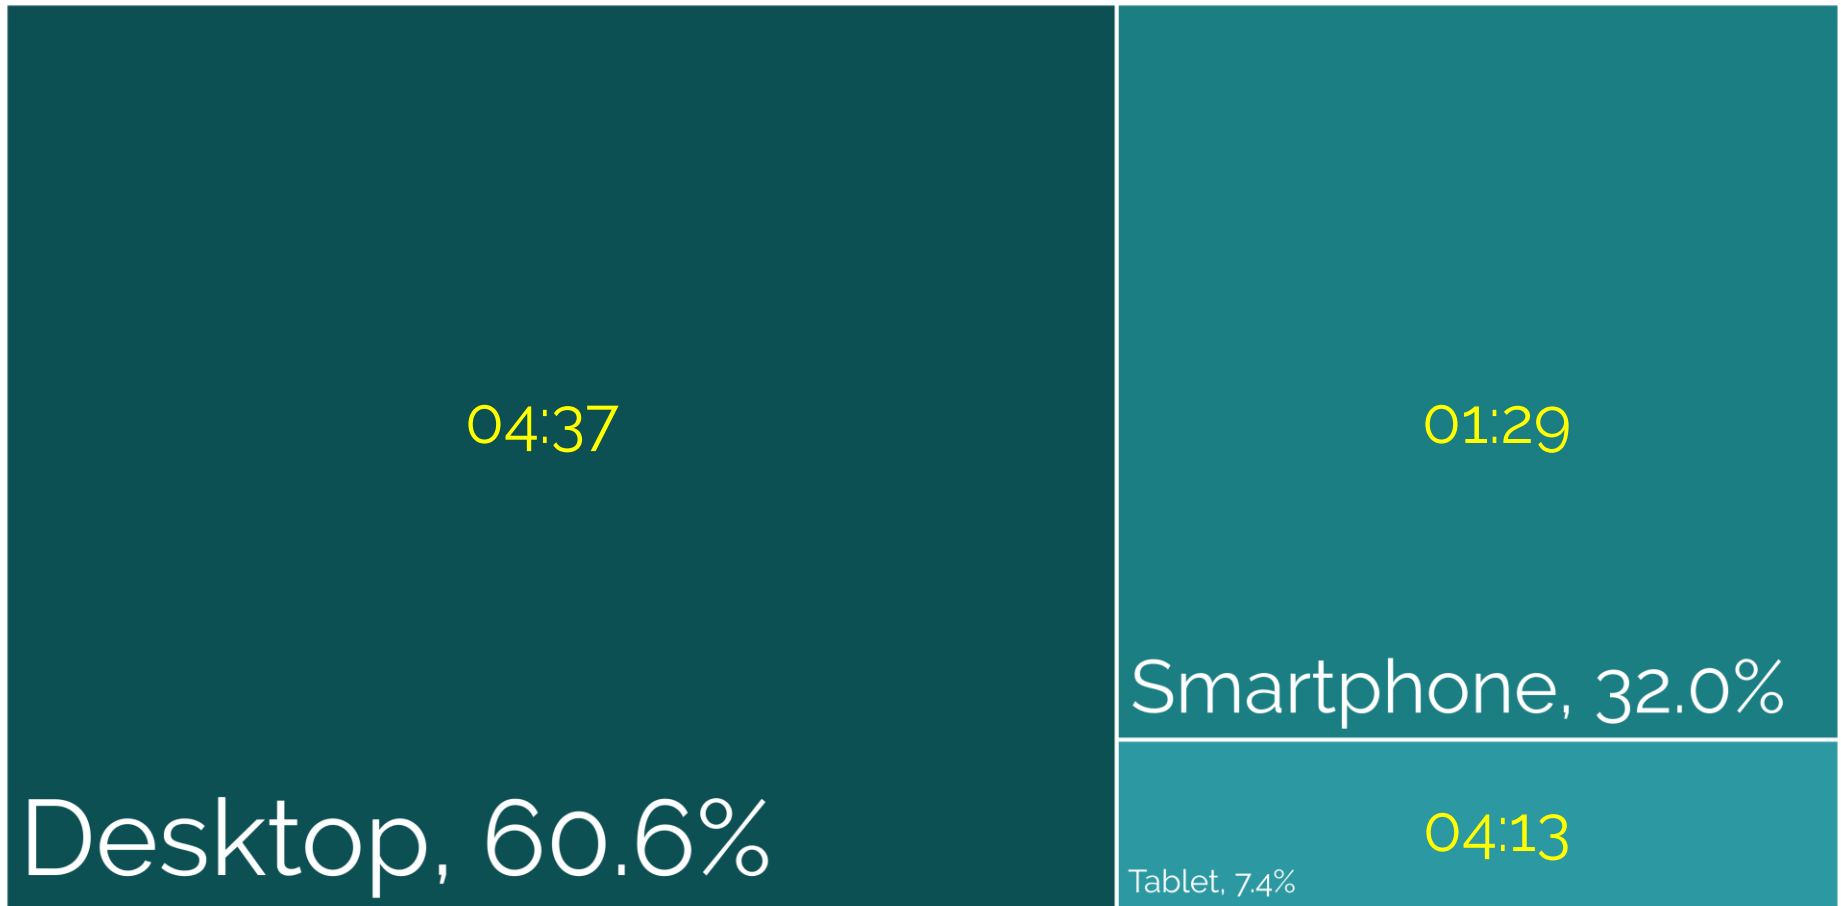 04:37
Desktop, 60.6%
01:29
Smartphone, 32.0%
04:13
Tablet, 7.4%